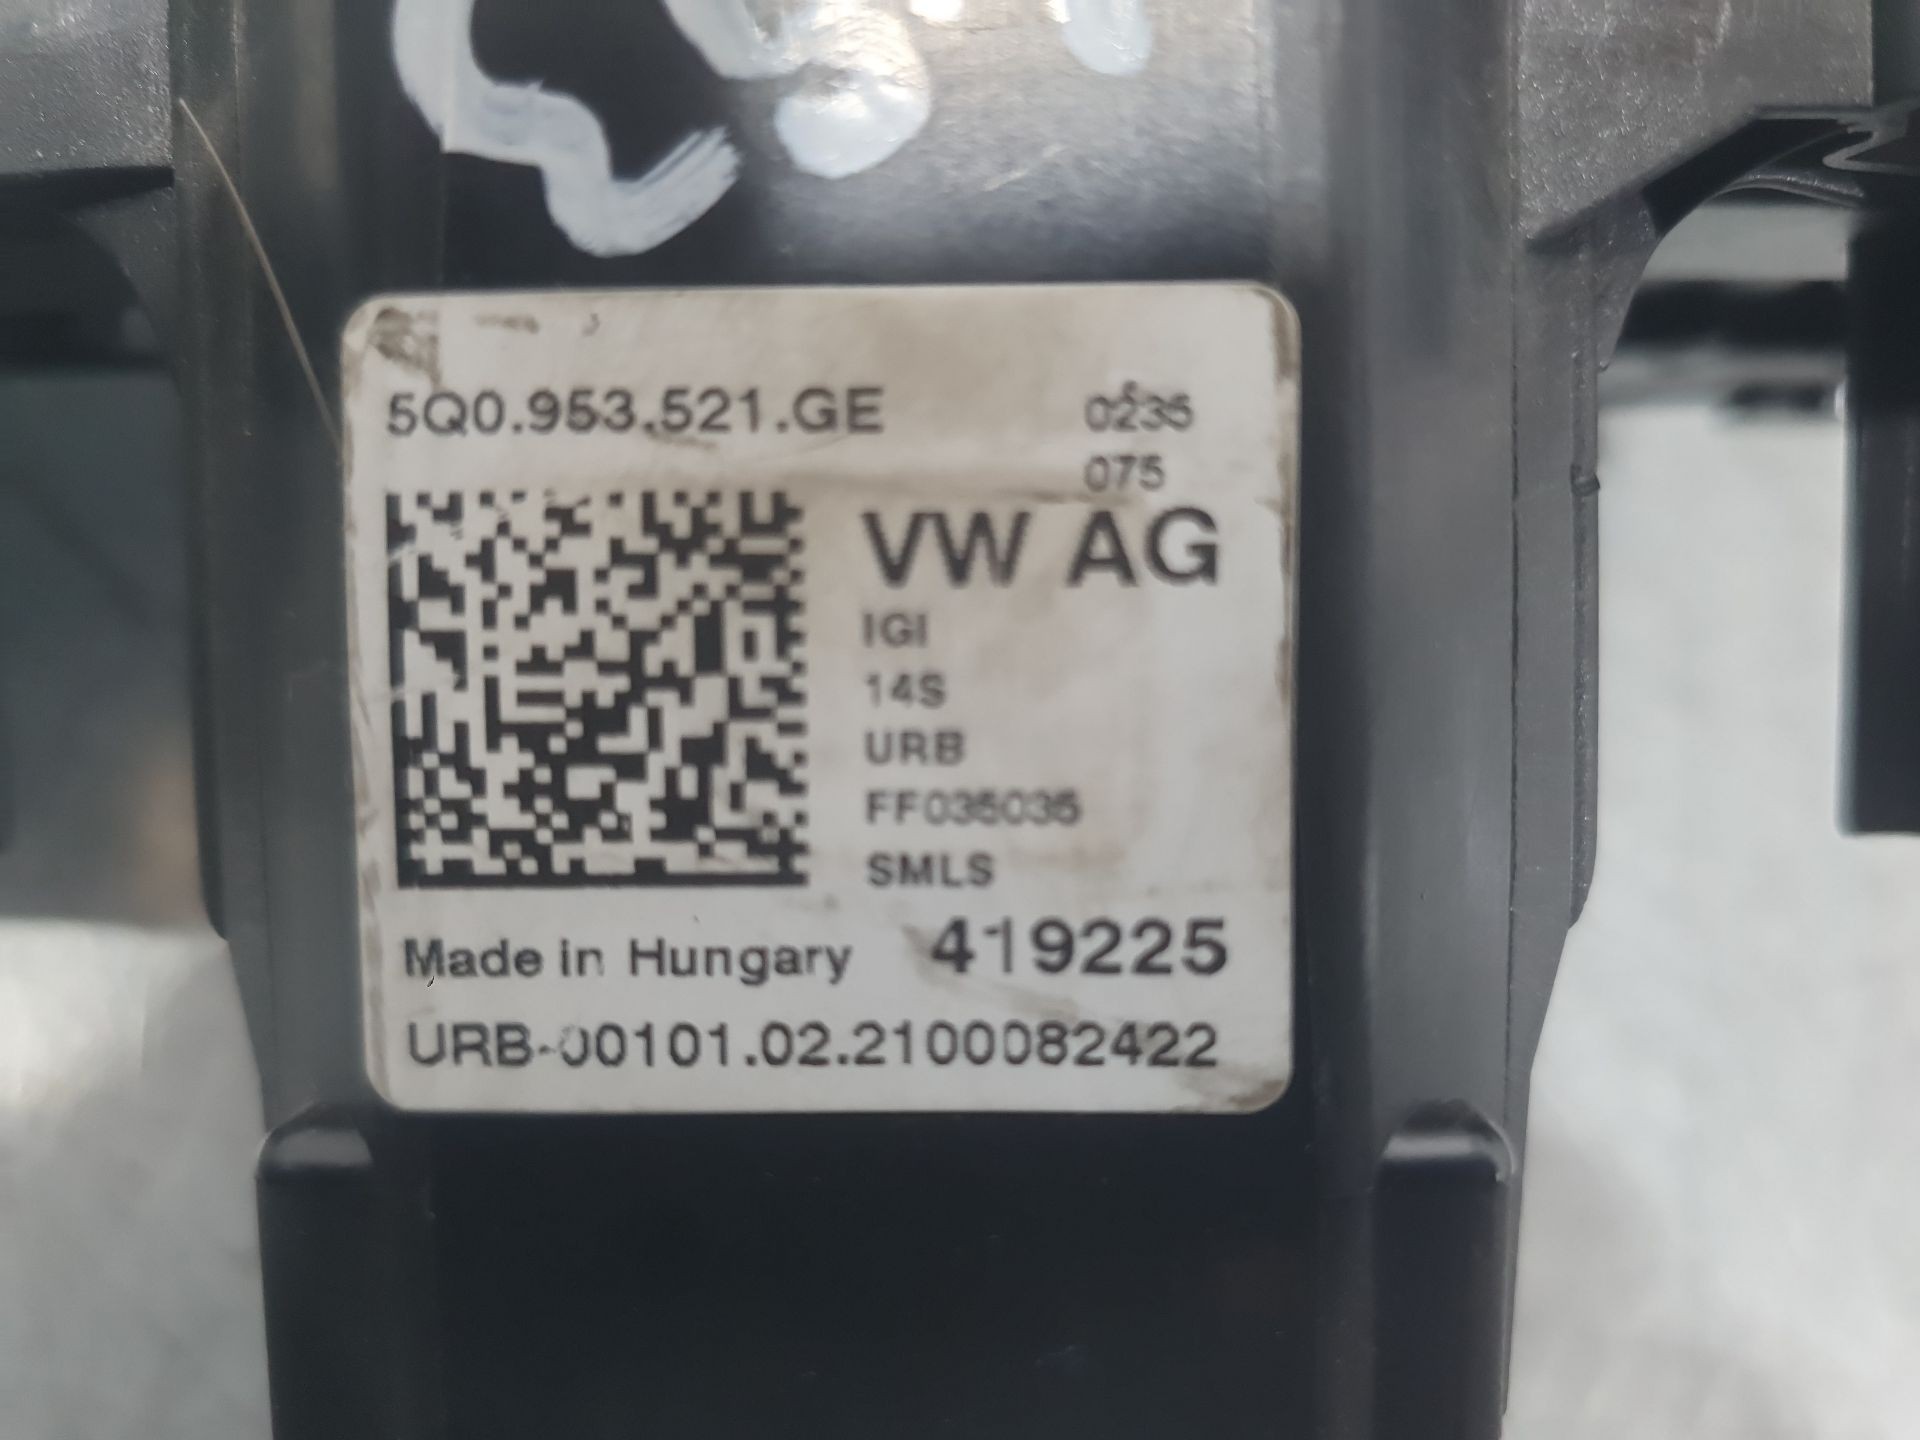 5Q0.953.521.GE
0235
075
VW AG
IGI
14S
URB
FF035035
SMLS
Made in Hungary 419225
URB-00101.02.2100082422